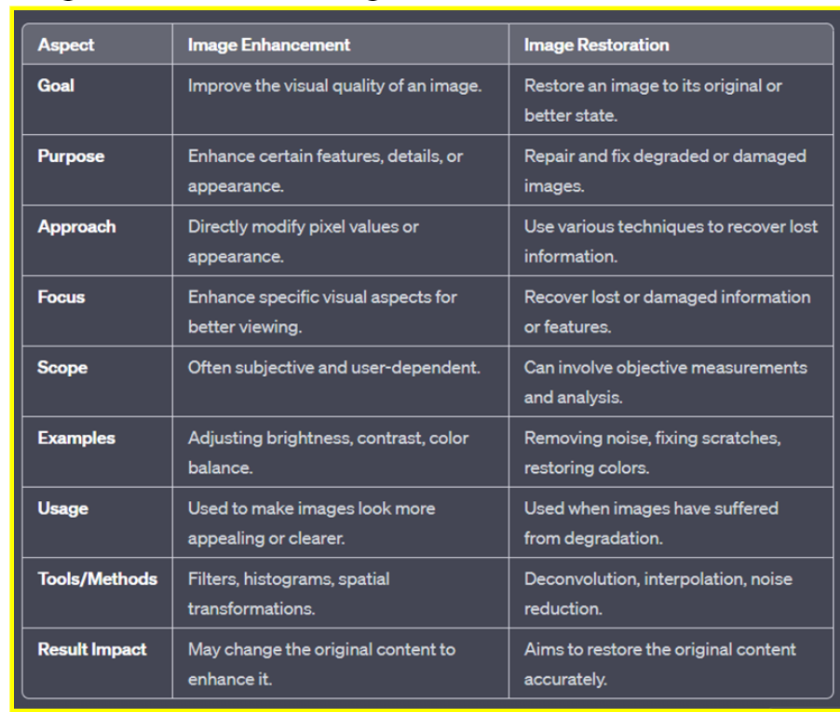 Aspect Image Enhancement Image Restoration
Goal Improve the visual quality of an image. Restore an image to its original or
better state.
Purpose Enhance certain features, details, or Repair and fix degraded or damaged
appearance. images.
Approach Directly modify pixel values or Use various techniques to recover lost
appearance. information.
Focus Enhance specific visual aspects for Recover lost or damaged information
better viewing. or features.
Scope Often subjective and user-dependent. Can involve objective measurements
and analysis.
Examples Adjusting brightness, contrast, color Removing noise, fixing scratches,
balance. restoring colors.
Usage Used to make images look more Used when images have suffered
appealing or clearer. from degradation.
Tools/Methods Filters, histograms, spatial Deconvolution, interpolation, noise
transformations. reduction.
Result Impact May change the original content to Aims to restore the original content
enhance it. accurately.